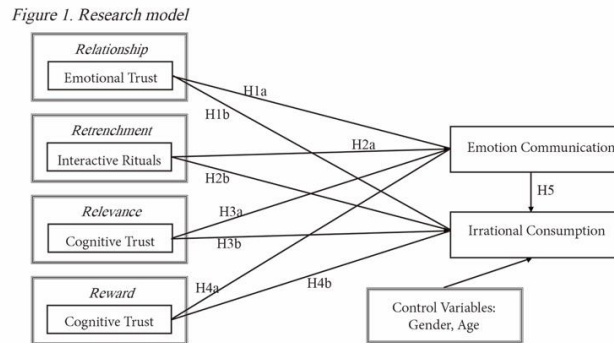 Figure 1. Research model
Relationship
Emotional Trust
H1a
H1b
Retrenchment
Interactive Rituals
H2a
H2b
Emotion Communication
H5
Relevance
Cognitive Trust
H3a
H3b
Irrational Consumption
Reward
Cognitive Trust
H4a
H4b
Control Variables:
Gender, Age